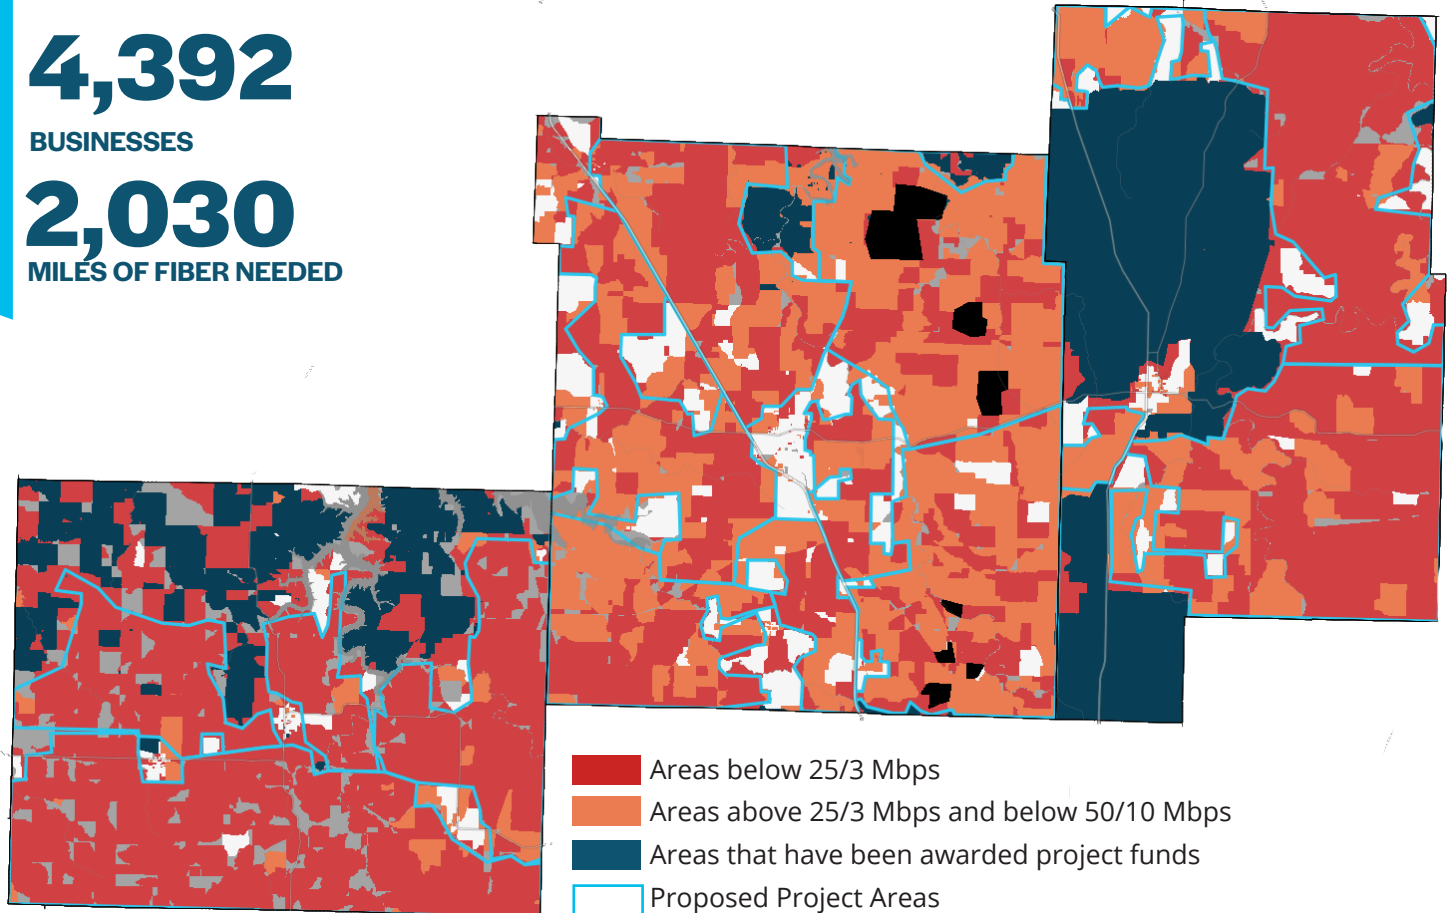 4,392
BUSINESSES
2,030
MILES OF FIBER NEEDED
Areas below 25/3 Mbps
Areas above 25/3 Mbps and below 50/10 Mbps
Areas that have been awarded project funds
Proposed Project Areas